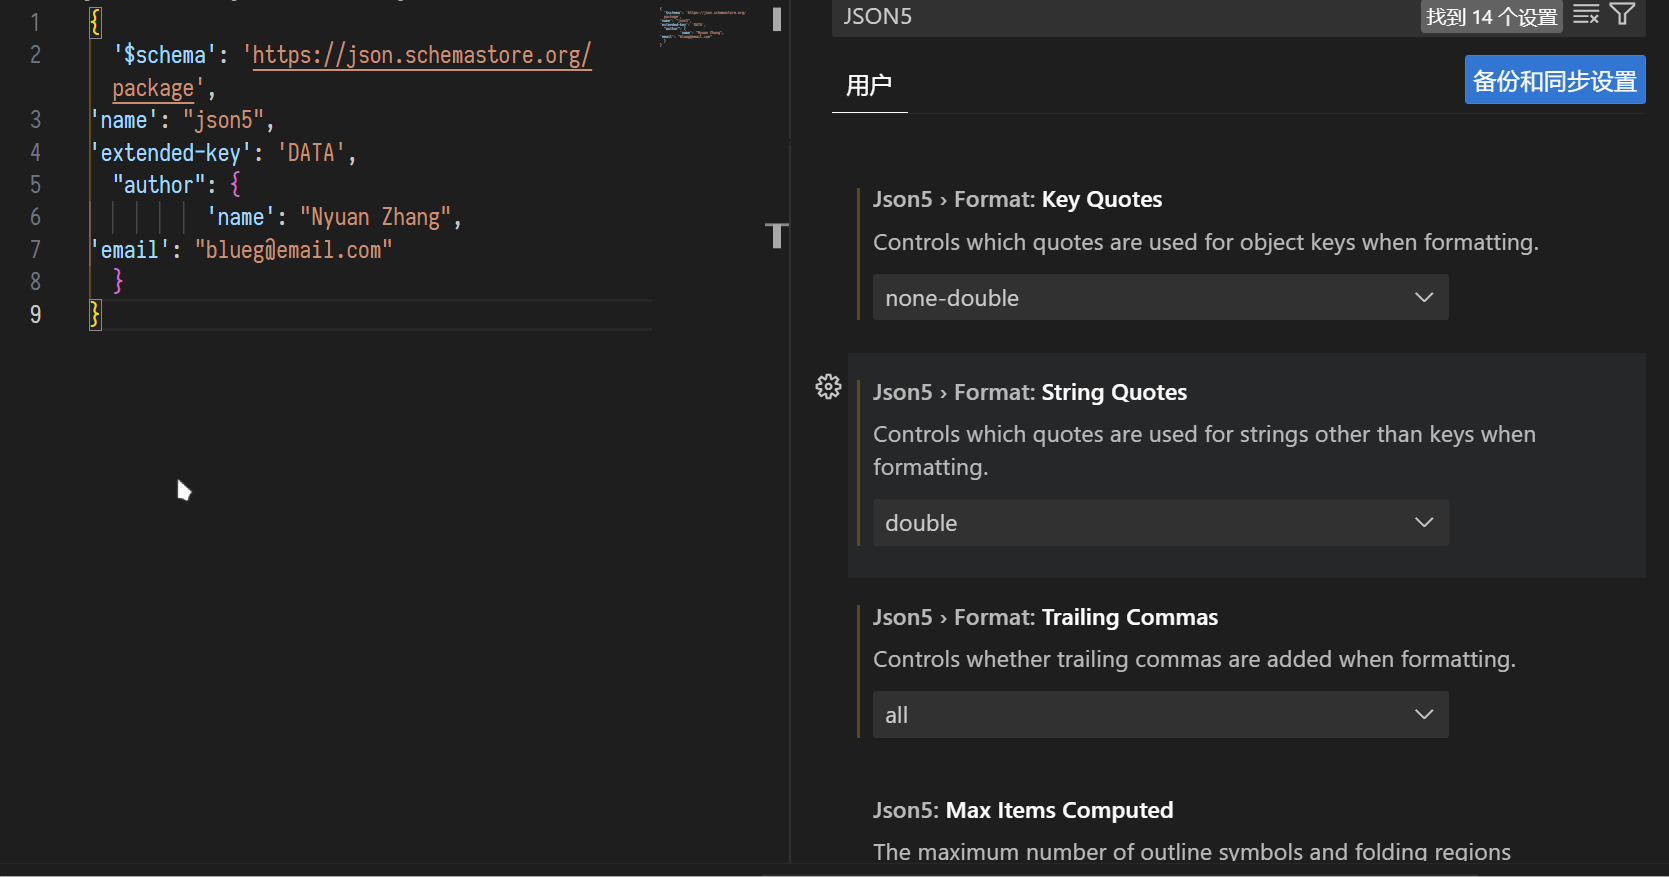 1 {
2 '$schema': 'https://json.schemastore.org/
package',
3 'name': "json5",
4 'extended-key': 'DATA',
5 "author": {
6 'name': "Nyuan Zhang",
7 'email': "blueg@email.com"
8 }
9 }
JSON5
找到 14 个设置
用户
备份和同步设置
Json5 › Format: Key Quotes
Controls which quotes are used for object keys when formatting.
none-double
Json5 › Format: String Quotes
Controls which quotes are used for strings other than keys when
formatting.
double
Json5 › Format: Trailing Commas
Controls whether trailing commas are added when formatting.
all
Json5: Max Items Computed
The maximum number of outline symbols and folding regions